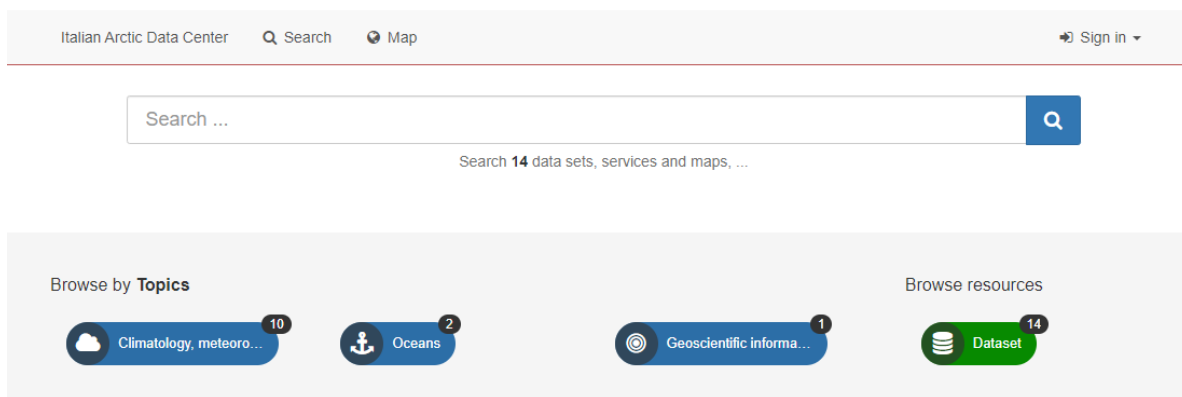 Italian Arctic Data Center Search Map Sign in
Search ...
Search 14 data sets, services and maps, ...
Browse by Topics Browse resources
10 2 1 14
Climatology, meteoro... Oceans Geoscientific informa... Dataset